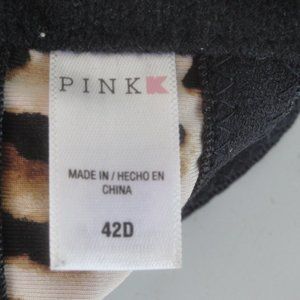 PINK K
MADE IN / HECHO EN
CHINA
42D